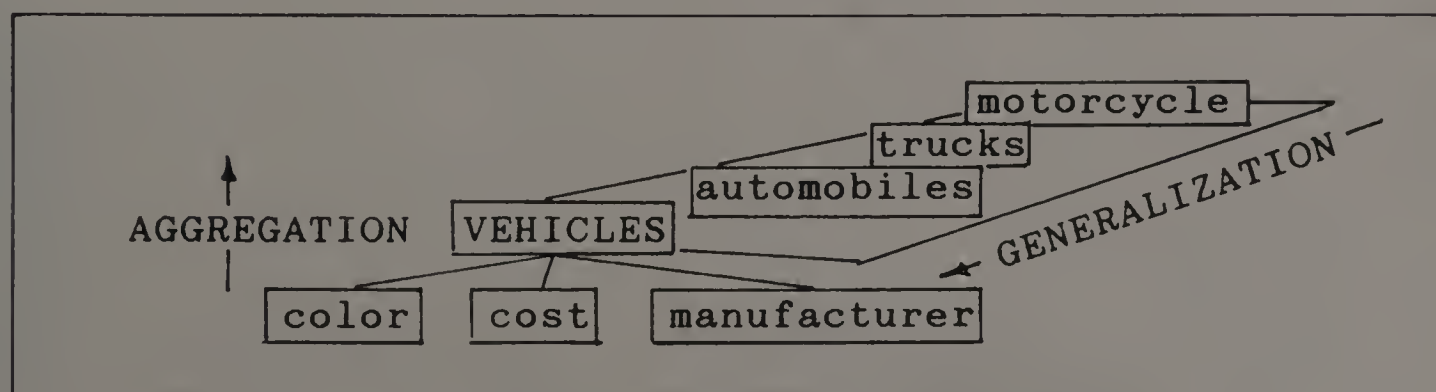 motorcycle
trucks
automobiles
GENERALIZATION
AGGREGATION VEHICLES
color cost manufacturer